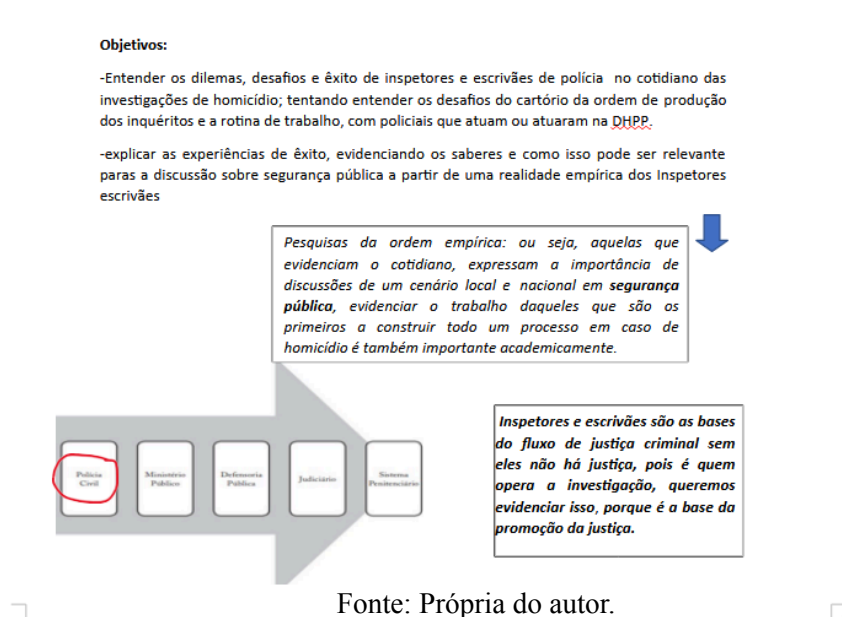 Objetivos:
-Entender os dilemas, desafios e êxito de inspetores e escrivães de polícia no cotidiano das
investigações de homicídio; tentando entender os desafios do cartório da ordem de produção
dos inquéritos e a rotina de trabalho, com policiais que atuam ou atuaram na DHPP.
-explicar as experiências de êxito, evidenciando os saberes e como isso pode ser relevante
paras a discussão sobre segurança pública a partir de uma realidade empírica dos Inspetores
escrivães
Pesquisas da ordem empírica: ou seja, aquelas que
evidenciam o cotidiano, expressam a importância de
discussões de um cenário local e nacional em segurança
pública, evidenciar o trabalho daqueles que são os
primeiros a construir todo um processo em caso de
homicídio é também importante academicamente.
Polícia
Civil
Ministério
Público
Defensoria
Pública
Judiciário
Sistema
Penitenciário
Inspetores e escrivães são as bases
do fluxo de justiça criminal sem
eles não há justiça, pois é quem
opera a investigação, queremos
evidenciar isso, porque é a base da
promoção da justiça.
Fonte: Própria do autor.